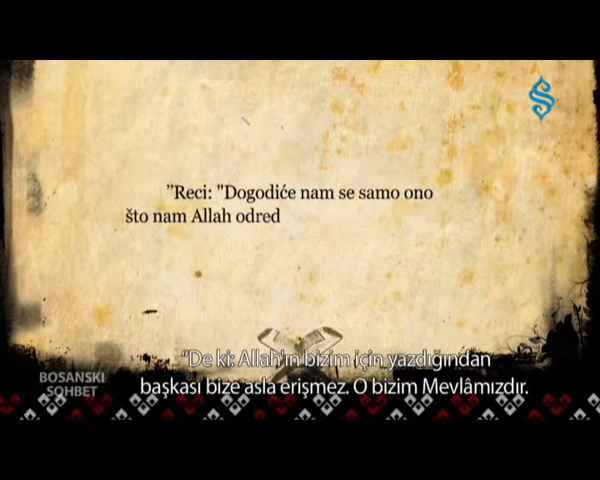 ”Reci: "Dogodiće nam se samo ono
što nam Allah odred
“De ki: Allah'ın bizim için yazdığından
başkası bize asla erişmez. O bizim Mevlâmızdır.
BOSANSKI
SOHBET